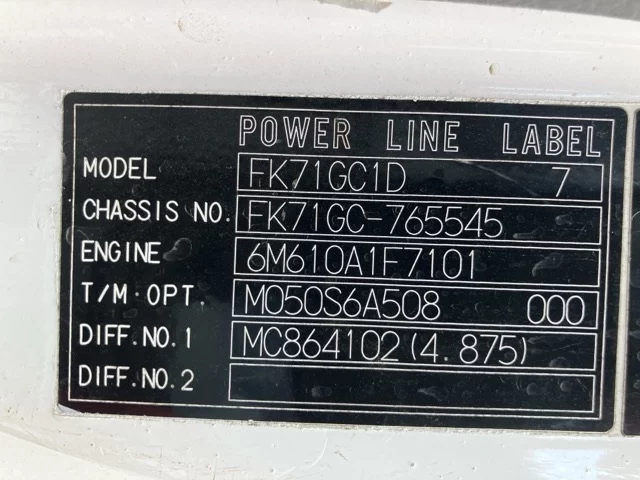 POWER LINE LABEL
MODEL FK71GC1D 7
CHASSIS NO. FK71GC-765545
ENGINE 6M610A1F7101
T/M·OPT. M050S6A508 000
DIFF.NO.1 MC864102(4.875)
DIFF.NO.2